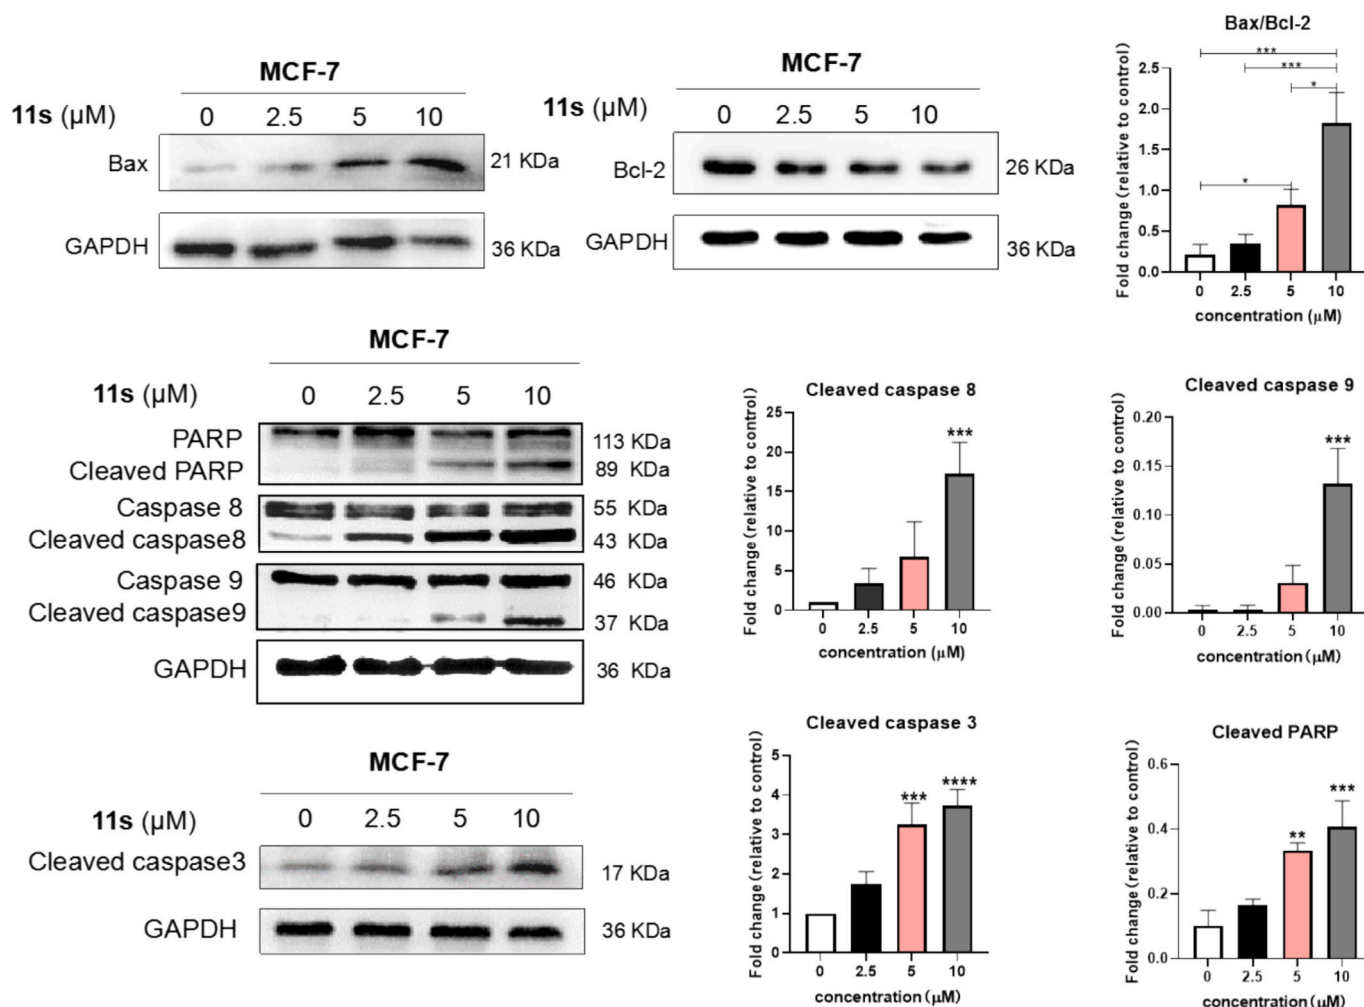 MCF-7
11s (µM)
0 2.5 5 10
Bax
21 KDa
GAPDH
36 KDa
MCF-7
11s (µM)
0 2.5 5 10
Bcl-2
26 KDa
GAPDH
36 KDa
Bax/Bcl-2
Fold change (relative to control)
2.5
2.0
1.5
1.0
0.5
0.0
***
***
*
*
0 2.5 5 10
concentration (µM)
MCF-7
11s (µM)
0 2.5 5 10
PARP
113 KDa
Cleaved PARP
89 KDa
Caspase 8
55 KDa
Cleaved caspase8
43 KDa
Caspase 9
46 KDa
Cleaved caspase9
37 KDa
GAPDH
36 KDa
Cleaved caspase 8
Fold change (relative to control)
25
20
15
10
5
0
***
0 2.5 5 10
concentration (µM)
Cleaved caspase 9
Fold change (relative to control)
0.20
0.15
0.10
0.05
0.00
***
0 2.5 5 10
concentration (µM)
MCF-7
11s (µM)
0 2.5 5 10
Cleaved caspase3
17 KDa
GAPDH
36 KDa
Cleaved caspase 3
Fold change (relative to control)
5
4
3
2
1
0
*** ****
0 2.5 5 10
concentration (µM)
Cleaved PARP
Fold change (relative to control)
0.6
0.4
0.2
0.0
** ***
0 2.5 5 10
concentration (µM)